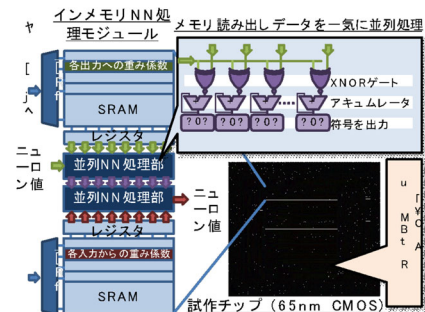 インメモリNN処
理モジュール
メモリ読み出しデータを一気に並列処理
各出力への重み係数
SRAM
レジスタ
ニュ
ーロ
ン値
並列NN処理部
並列NN処理部
ニュ
ーロ
ン値
レジスタ
各入力からの重み係数
SRAM
XNORゲート
アキュムレータ
符号を出力
?0? ?0? ?0? ?0?
試作チップ(65nm CMOS)